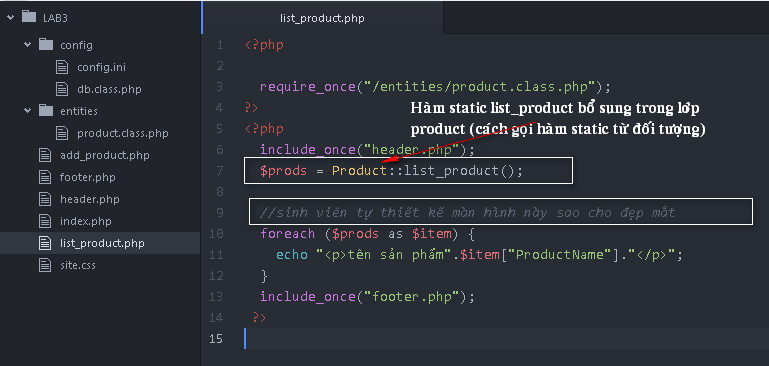 LAB3
config
config.ini
db.class.php
entities
product.class.php
add_product.php
footer.php
header.php
index.php
list_product.php
site.css
list_product.php
1 <?php
2
3 require_once("/entities/product.class.php");
4 ?>
Hàm static list_product bổ sung trong lớp
product (cách gọi hàm static từ đối tượng)
5 <?php
6 include_once("header.php");
7 $prods = Product::list_product();
8
9 //sinh viên tự thiết kế màn hình này sao cho đẹp mắt
10 foreach ($prods as $item) {
11 echo "<p>tên sản phẩm".$item["ProductName"]."</p>";
12 }
13 include_once("footer.php");
14 ?>
15